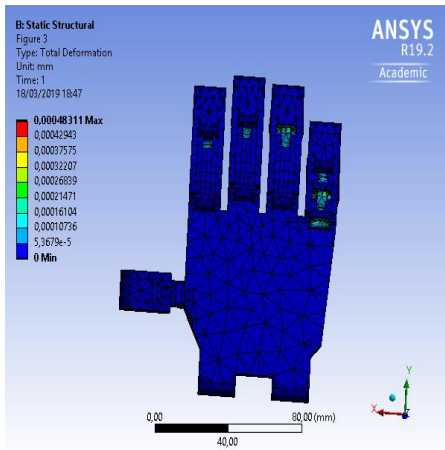 B: Static Structural
Figure 3
Type: Total Deformation
Unit: mm
Time: 1
18/03/2019 18:47
0,00048311 Max
0,00042943
0,00037575
0,00032207
0,00026839
0,00021471
0,00016104
0,00010736
5,3679e-5
0 Min
ANSYS
R19.2
Academic
0,00
80,00 (mm)
40,00
Y
X